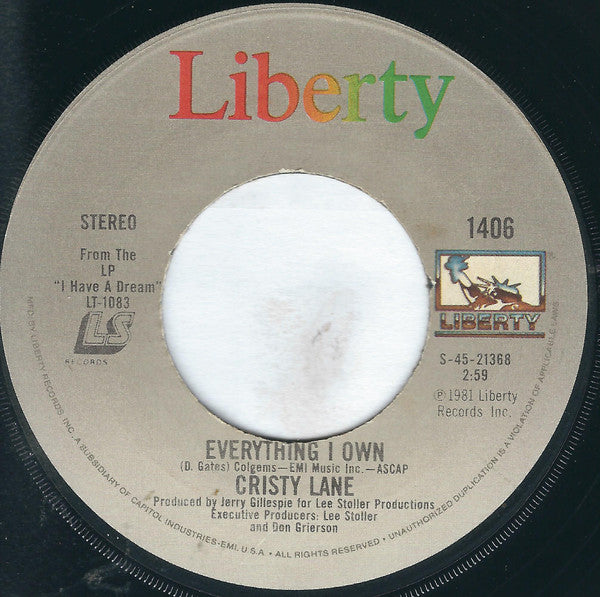 Liberty
STEREO
From The
LP
"I Have A Dream"
LT-1083
LS
RECORDS
1406
LIBERTY
S-45-21368
2:59
℗ 1981 Liberty
Records Inc.
EVERYTHING I OWN
(D. Gates) Colgems—EMI Music Inc.—ASCAP
CRISTY LANE
Produced by Jerry Gillespie for Lee Stoller Productions
Executive Producers: Lee Stoller
and Don Grierson
MFD. BY LIBERTY RECORDS, INC. A SUBSIDIARY OF CAPITOL INDUSTRIES-EMI, U.S.A. • ALL RIGHTS RESERVED. • UNAUTHORIZED DUPLICATION IS A VIOLATION OF APPLICABLE LAWS